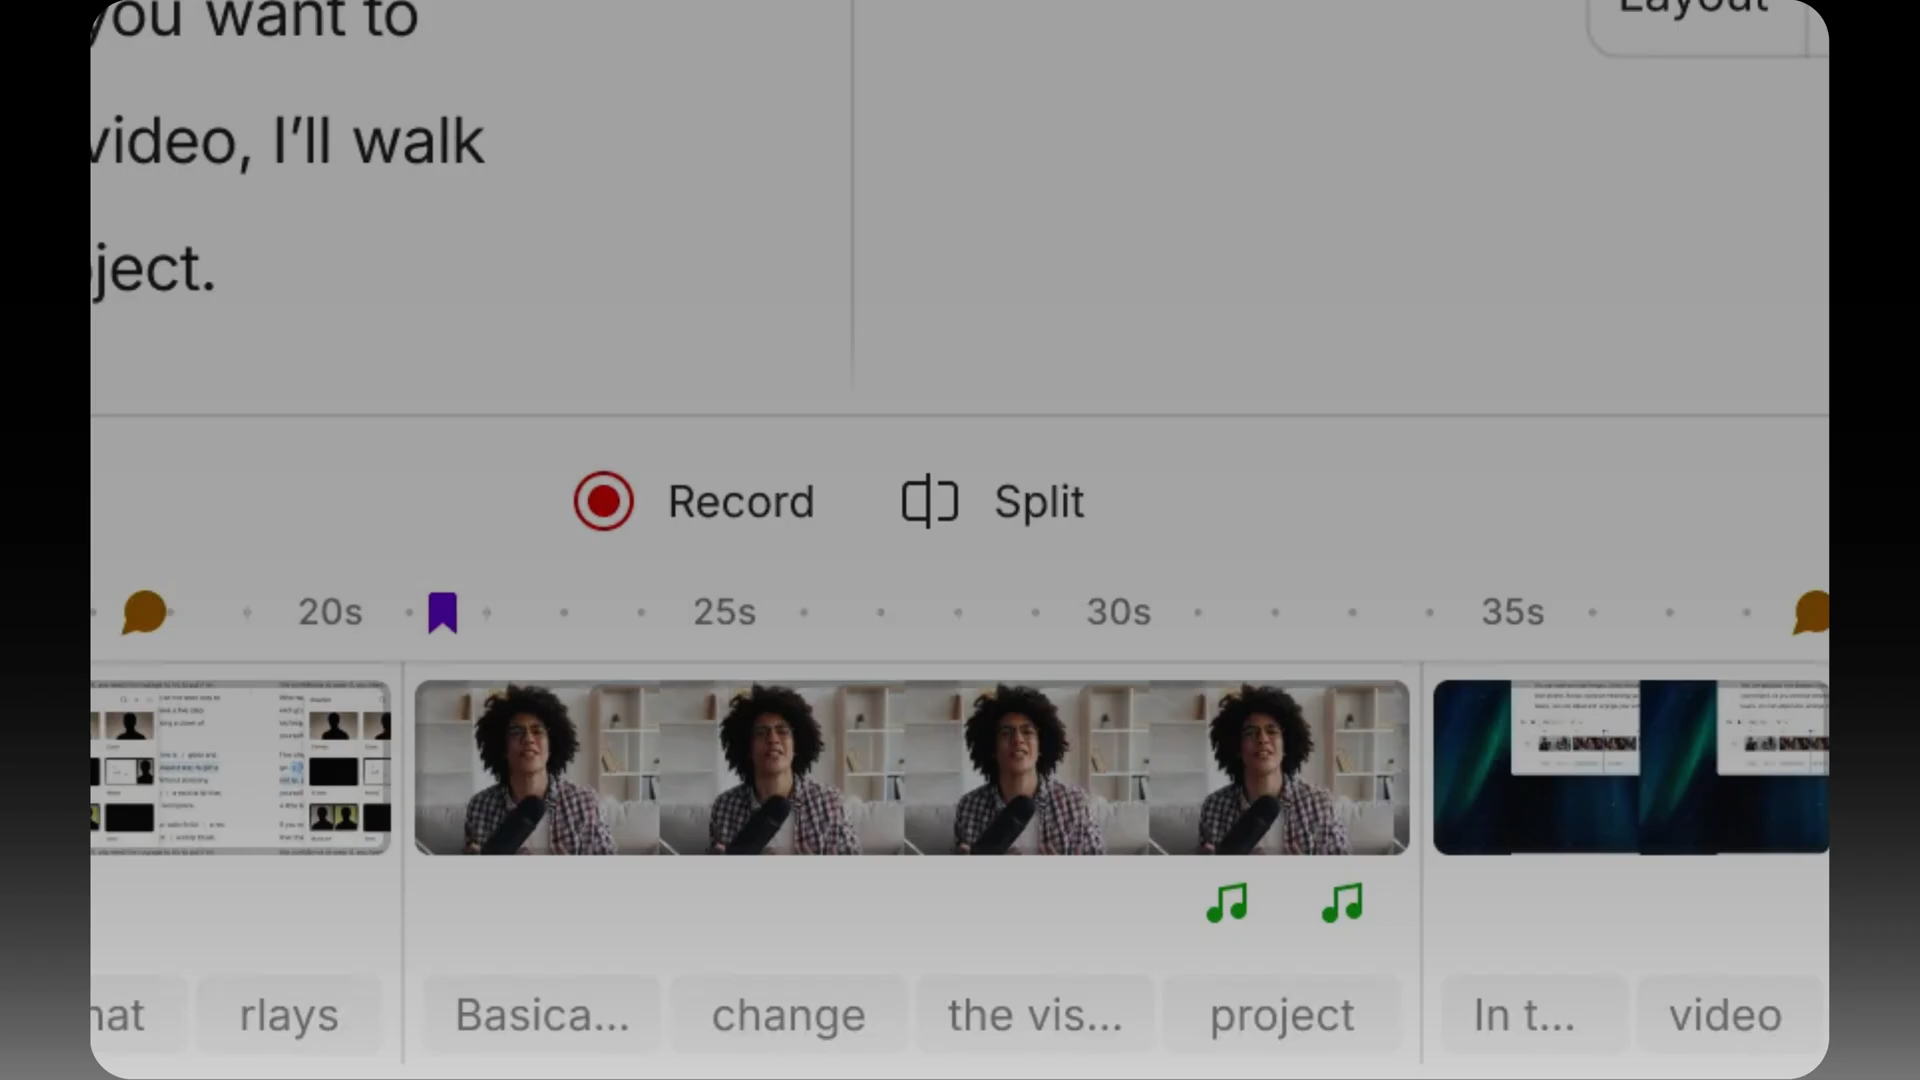 you want to
Layout
video, I'll walk
ject.
Record Split
20s 25s 30s 35s
hat rlays Basica... change the vis... project In t... video